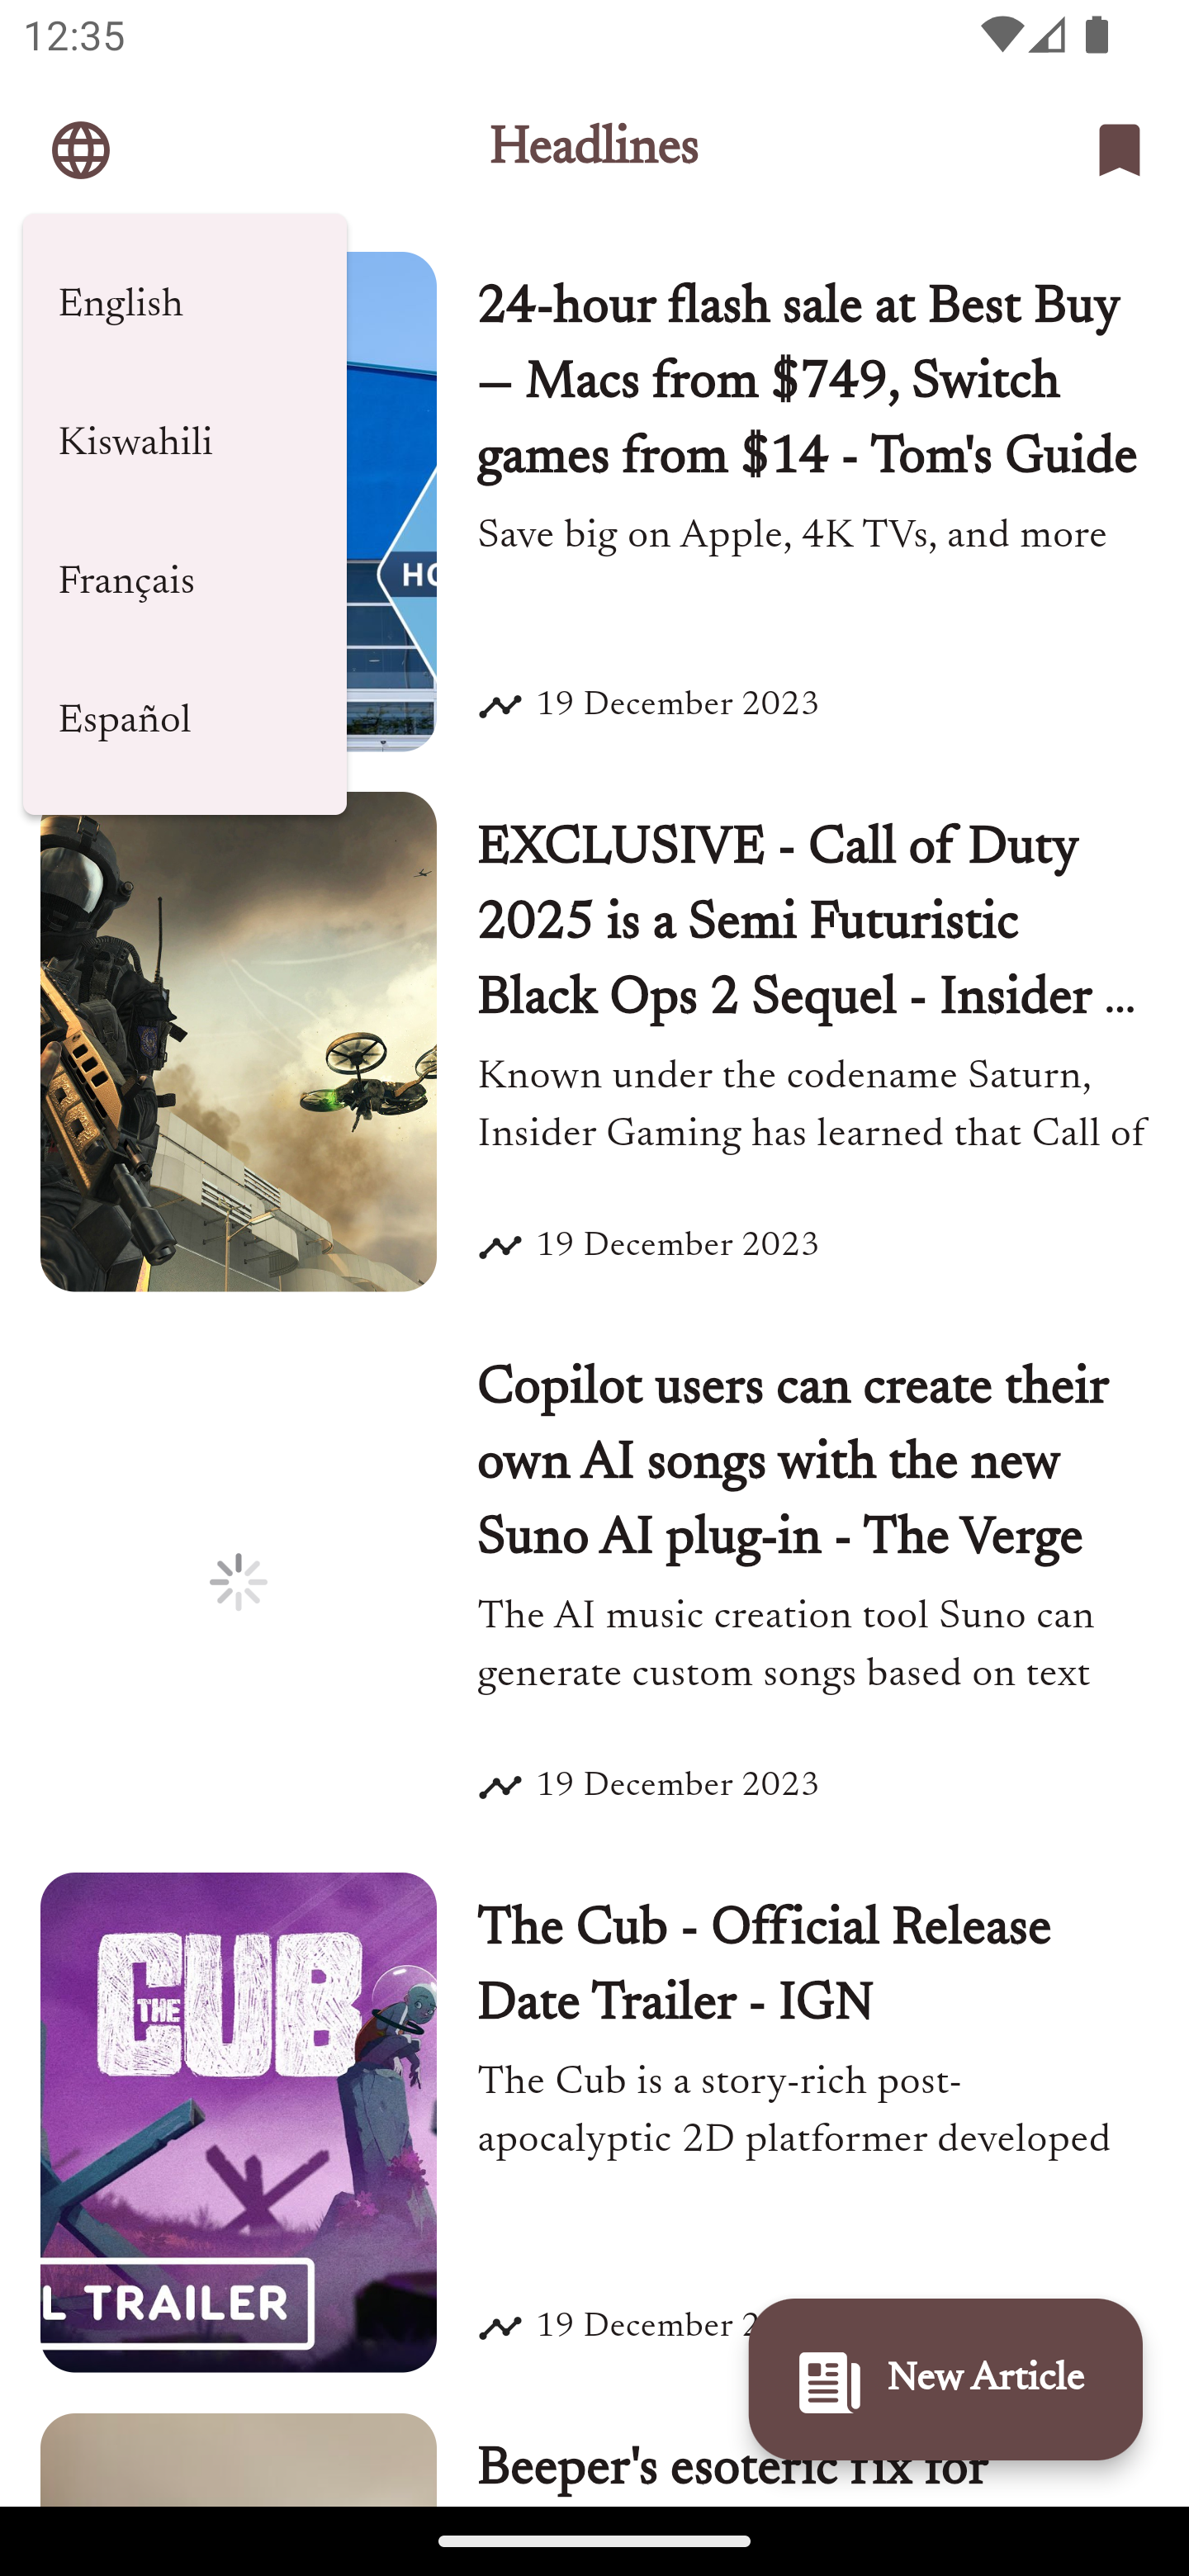 12:35
Headlines
English
Kiswahili
Français
Español
HO
24-hour flash sale at Best Buy
– Macs from $749, Switch
games from $14 - Tom's Guide
Save big on Apple, 4K TVs, and more
19 December 2023
EXCLUSIVE - Call of Duty
2025 is a Semi Futuristic
Black Ops 2 Sequel - Insider ...
Known under the codename Saturn,
Insider Gaming has learned that Call of
19 December 2023
Copilot users can create their
own AI songs with the new
Suno AI plug-in - The Verge
The AI music creation tool Suno can
generate custom songs based on text
19 December 2023
THE CUB
L TRAILER
The Cub - Official Release
Date Trailer - IGN
The Cub is a story-rich post-
apocalyptic 2D platformer developed
19 December 2
New Article
Beeper's esoteric fix for